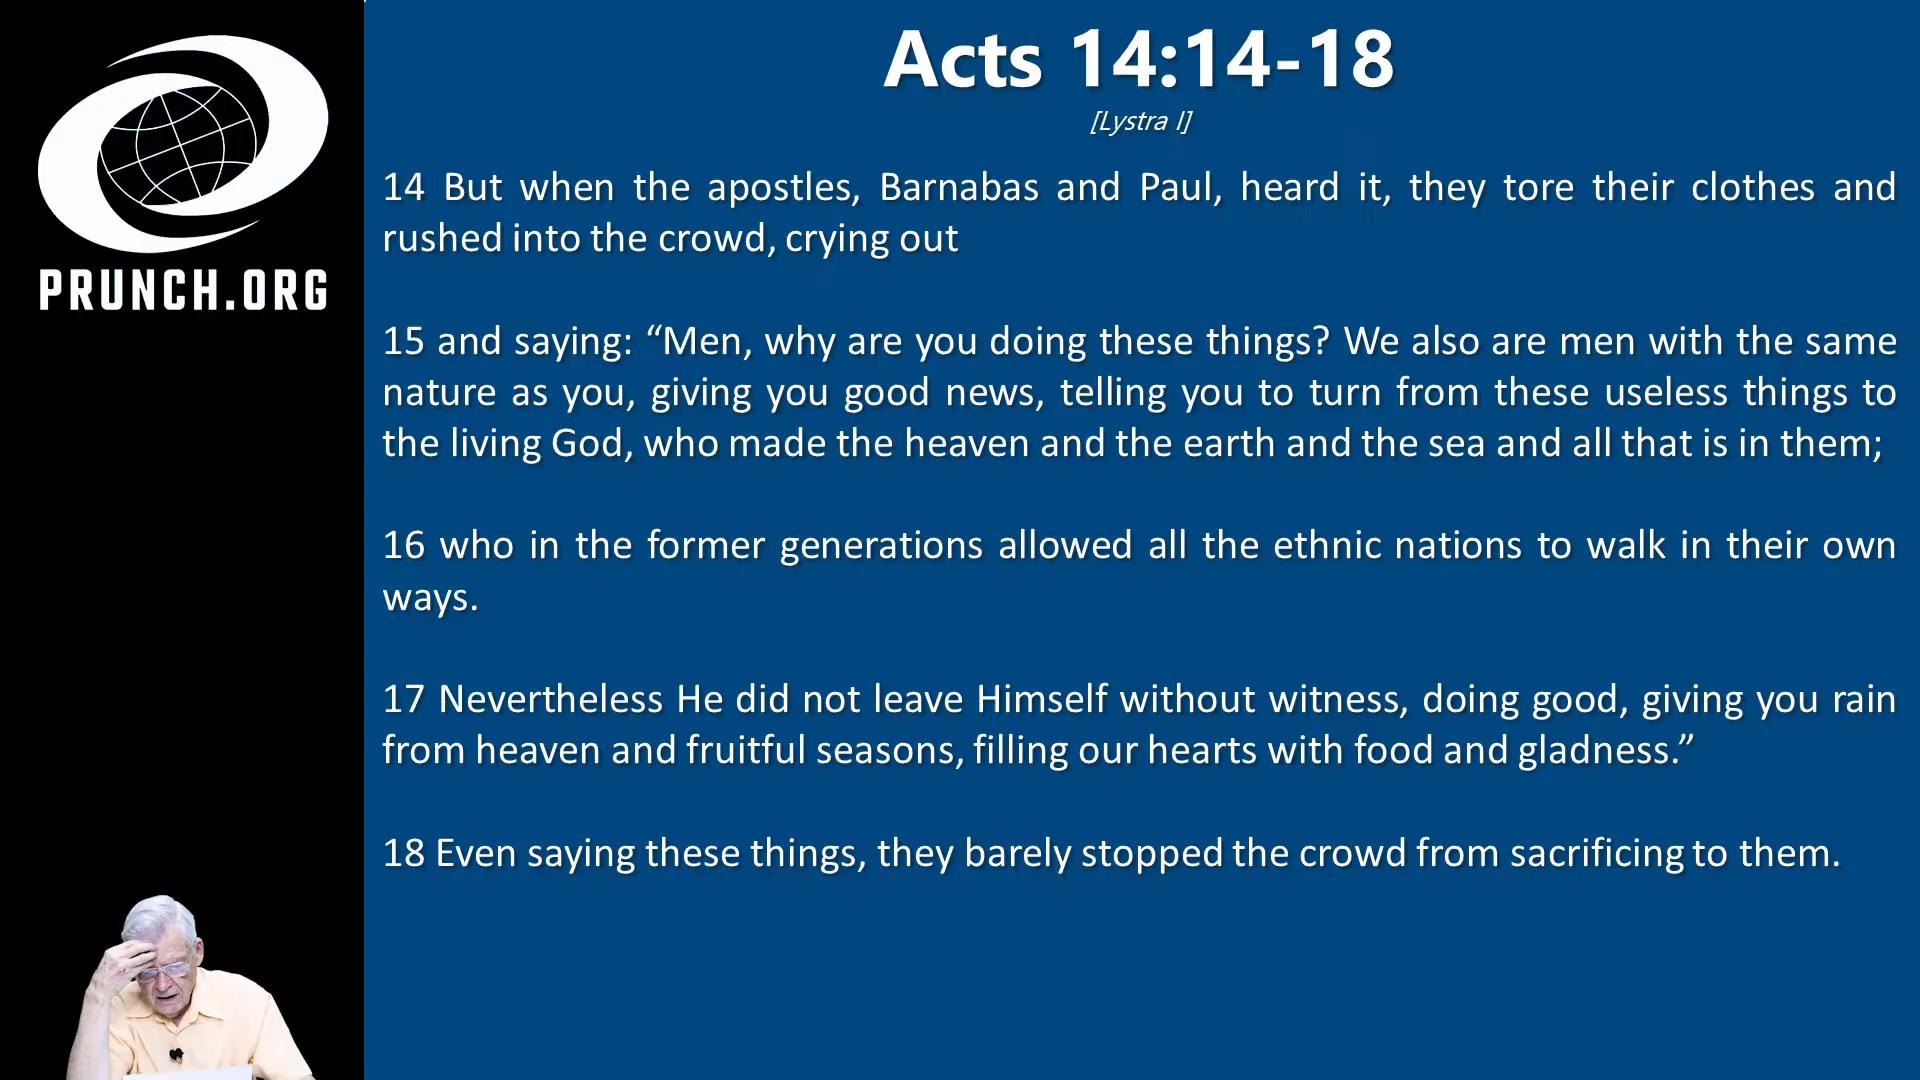 PRUNCH.ORG
Acts 14:14-18
[Lystra I]
14 But when the apostles, Barnabas and Paul, heard it, they tore their clothes and
rushed into the crowd, crying out
15 and saying: “Men, why are you doing these things? We also are men with the same
nature as you, giving you good news, telling you to turn from these useless things to
the living God, who made the heaven and the earth and the sea and all that is in them;
16 who in the former generations allowed all the ethnic nations to walk in their own
ways.
17 Nevertheless He did not leave Himself without witness, doing good, giving you rain
from heaven and fruitful seasons, filling our hearts with food and gladness.”
18 Even saying these things, they barely stopped the crowd from sacrificing to them.